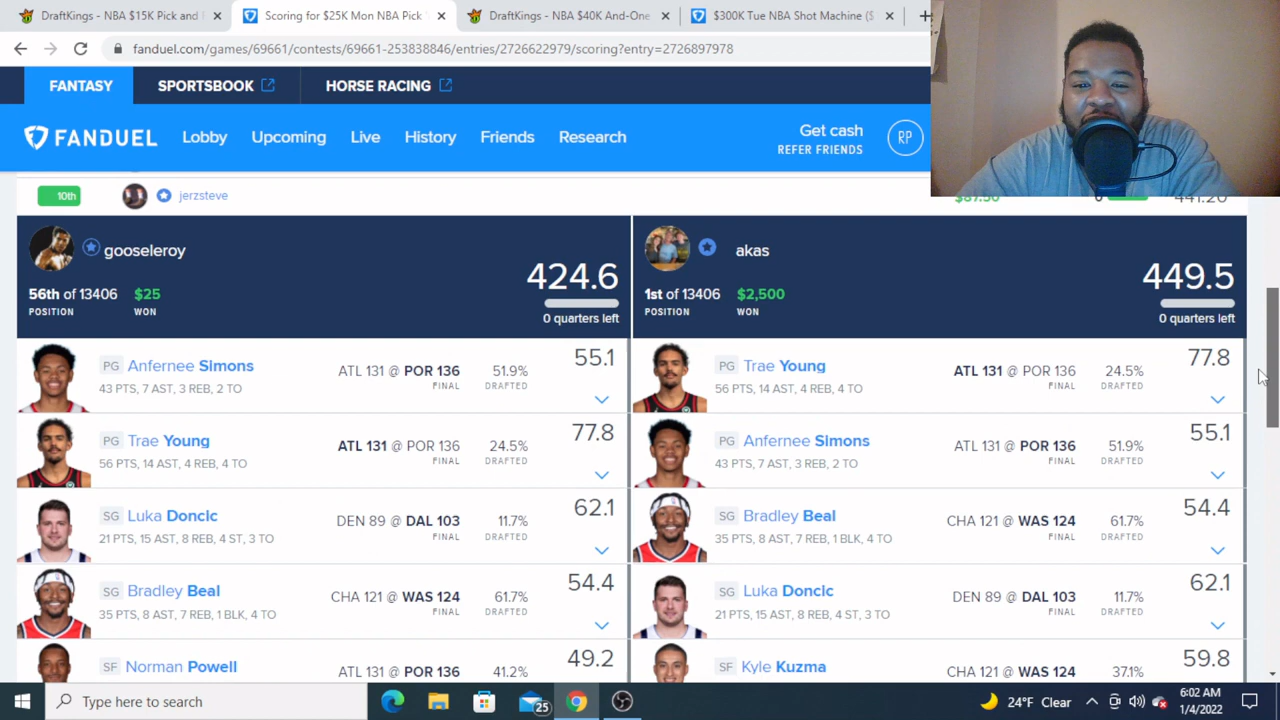 DraftKings - NBA $15K Pick and F
Scoring for $25K Mon NBA Pick
DraftKings - NBA $40K And-One
$300K Tue NBA Shot Machine ($
fanduel.com/games/69661/contests/69661-253838846/entries/2726622979/scoring?entry=2726897978
FANTASY SPORTSBOOK HORSE RACING
FANDUEL Lobby Upcoming Live History Friends Research
Get cash
REFER FRIENDS
RP
10th jerzsteve $87.50 0 441.20
gooseleroy
424.6
56th of 13406 $25
POSITION WON
0 quarters left
akas
449.5
1st of 13406 $2,500
POSITION WON
0 quarters left
PG Anfernee Simons
43 PTS, 7 AST, 3 REB, 2 TO
ATL 131 @ POR 136
FINAL
51.9%
DRAFTED
55.1
PG Trae Young
56 PTS, 14 AST, 4 REB, 4 TO
ATL 131 @ POR 136
FINAL
24.5%
DRAFTED
77.8
PG Trae Young
56 PTS, 14 AST, 4 REB, 4 TO
ATL 131 @ POR 136
FINAL
24.5%
DRAFTED
77.8
PG Anfernee Simons
43 PTS, 7 AST, 3 REB, 2 TO
ATL 131 @ POR 136
FINAL
51.9%
DRAFTED
55.1
SG Luka Doncic
21 PTS, 15 AST, 8 REB, 4 ST, 3 TO
DEN 89 @ DAL 103
FINAL
11.7%
DRAFTED
62.1
SG Bradley Beal
35 PTS, 8 AST, 7 REB, 1 BLK, 4 TO
CHA 121 @ WAS 124
FINAL
61.7%
DRAFTED
54.4
SG Bradley Beal
35 PTS, 8 AST, 7 REB, 1 BLK, 4 TO
CHA 121 @ WAS 124
FINAL
61.7%
DRAFTED
54.4
SG Luka Doncic
21 PTS, 15 AST, 8 REB, 4 ST, 3 TO
DEN 89 @ DAL 103
FINAL
11.7%
DRAFTED
62.1
SF Norman Powell
ATL 131 @ POR 136
41.2%
49.2
SF Kyle Kuzma
CHA 121 @ WAS 124
37.1%
59.8
Type here to search
25
24°F Clear
6:02 AM
1/4/2022